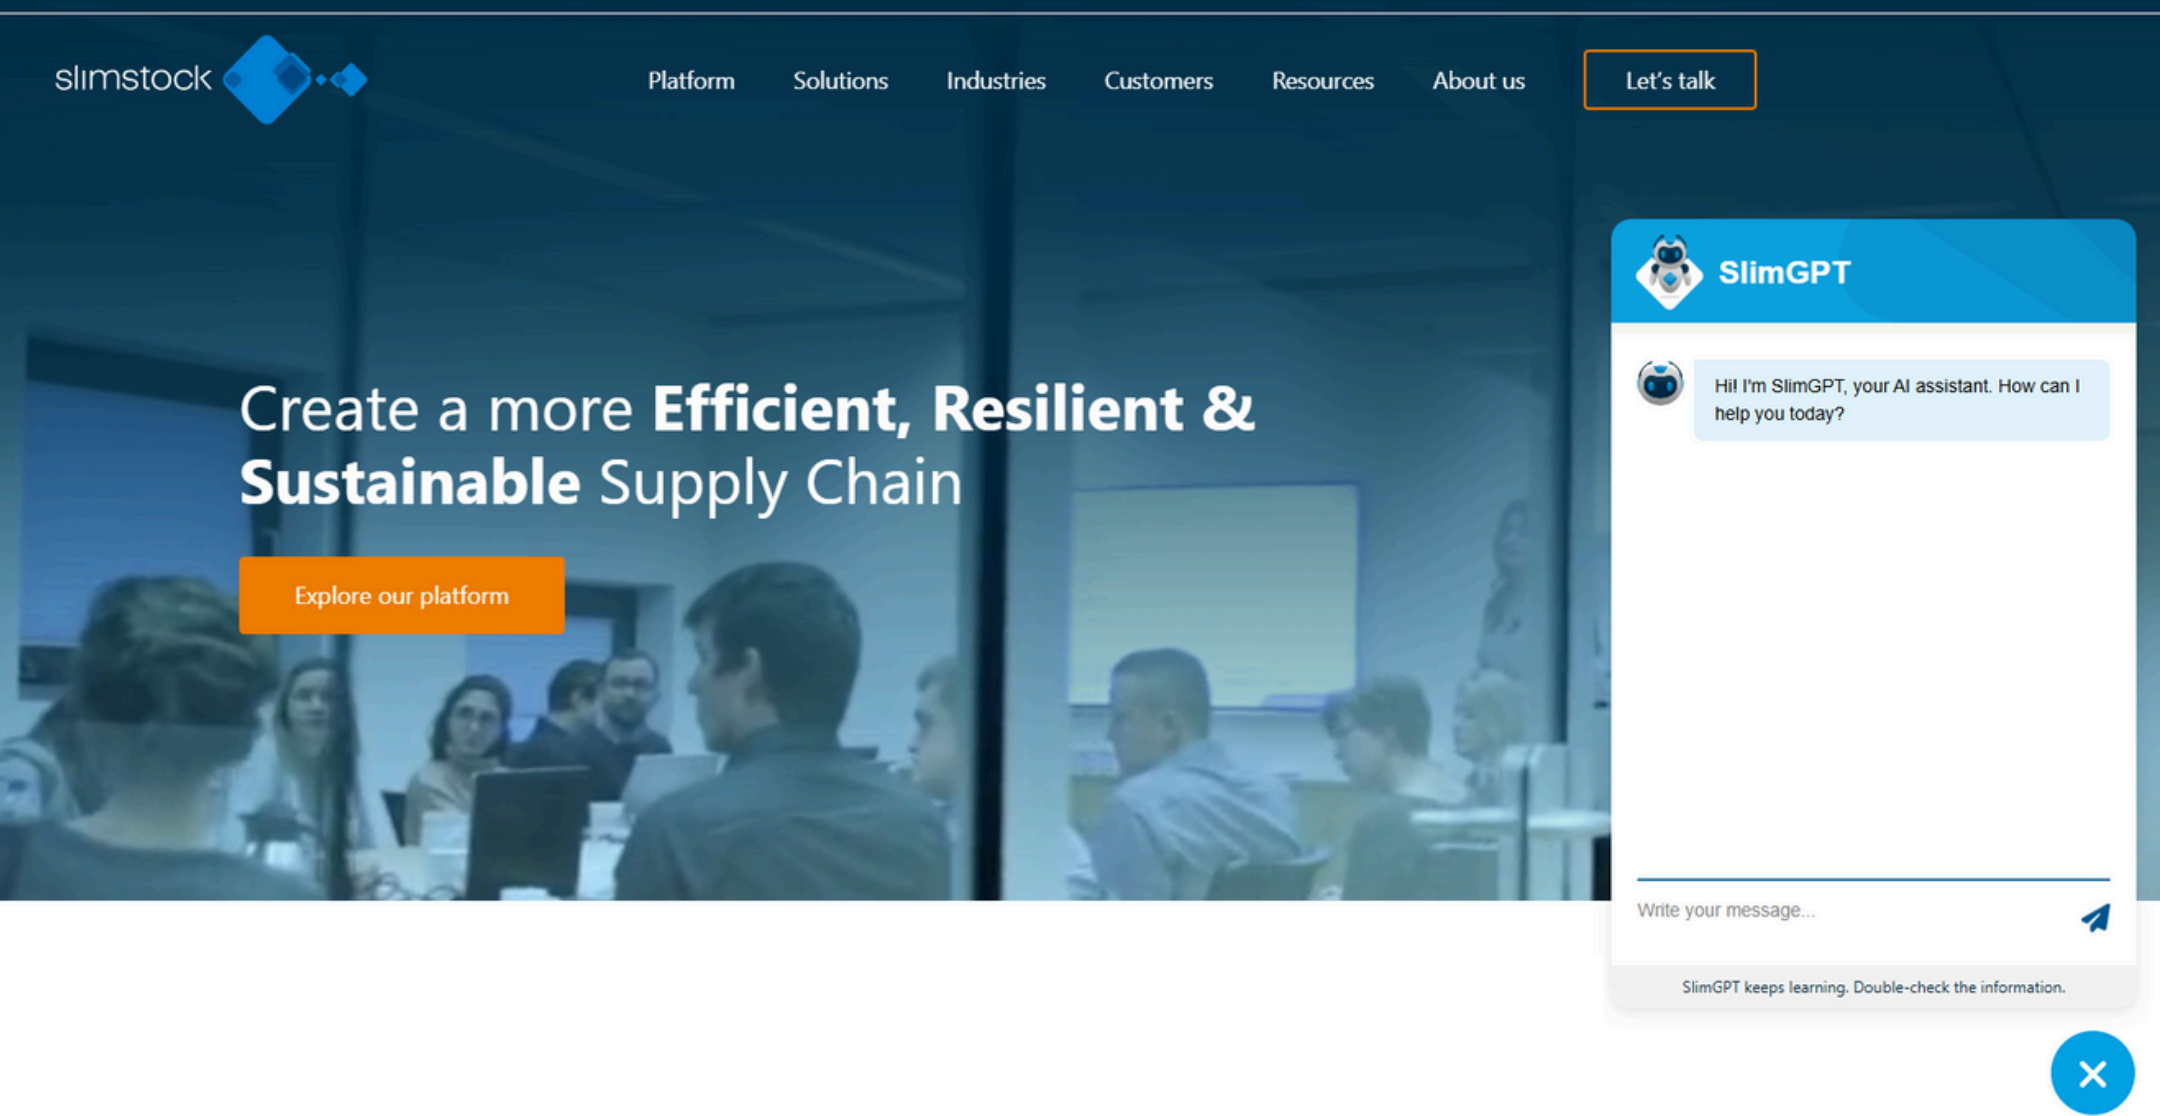 slimstock
Platform
Solutions
Industries
Customers
Resources
About us
Let's talk
Create a more Efficient, Resilient &
Sustainable Supply Chain
Explore our platform
SlimGPT
Hi! I'm SlimGPT, your AI assistant. How can I
help you today?
Write your message...
SlimGPT keeps learning. Double-check the information.